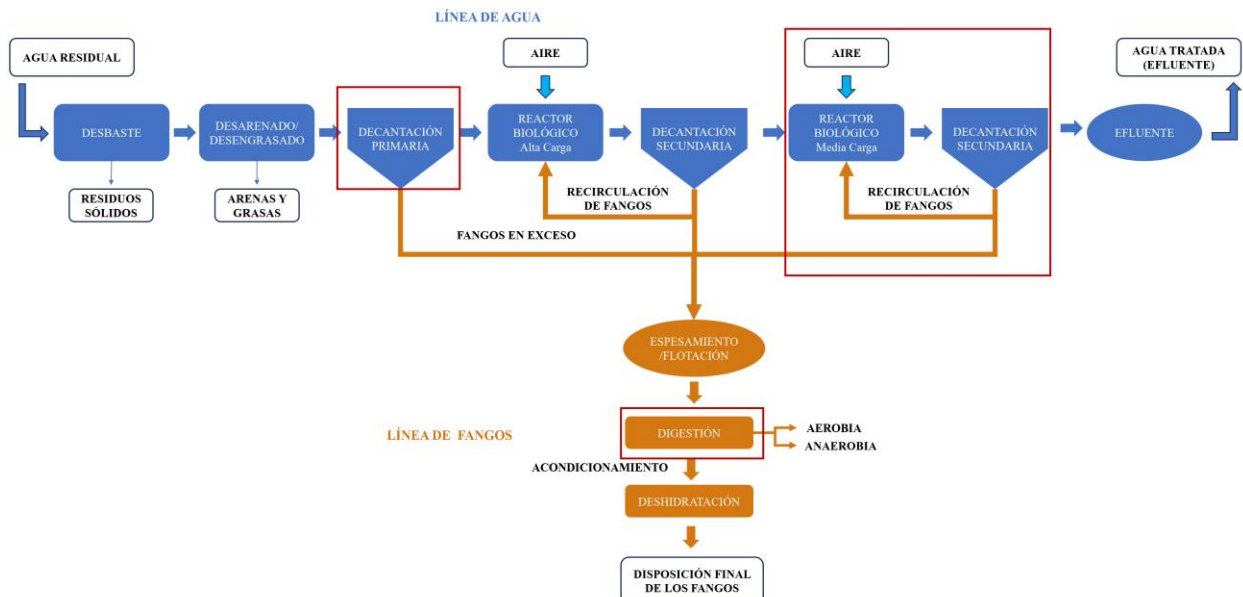 LÍNEA DE AGUA
AGUA RESIDUAL
AIRE
AIRE
AGUA TRATADA
(EFLUENTE)
DESBASTE
DESARENADO/
DESENGRASADO
DECANTACIÓN
PRIMARIA
REACTOR
BIOLÓGICO
Alta Carga
DECANTACIÓN
SECUNDARIA
REACTOR
BIOLÓGICO
Media Carga
DECANTACIÓN
SECUNDARIA
EFLUENTE
RESIDUOS
SÓLIDOS
ARENAS Y
GRASAS
RECIRCULACIÓN
DE FANGOS
RECIRCULACIÓN
DE FANGOS
FANGOS EN EXCESO
ESPESAMIENTO
/FLOTACIÓN
LÍNEA DE FANGOS
DIGESTIÓN
AEROBIA
ANAEROBIA
ACONDICIONAMIENTO
DESHIDRATACIÓN
DISPOSICIÓN FINAL
DE LOS FANGOS